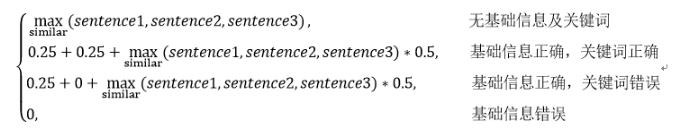 max similar (sentence1, sentence2, sentence3), 无基础信息及关键词
0.25 + 0.25 + max similar (sentence1, sentence2, sentence3) * 0.5, 基础信息正确，关键词正确
0.25 + 0 + max similar (sentence1, sentence2, sentence3) * 0.5, 基础信息正确，关键词错误
0, 基础信息错误